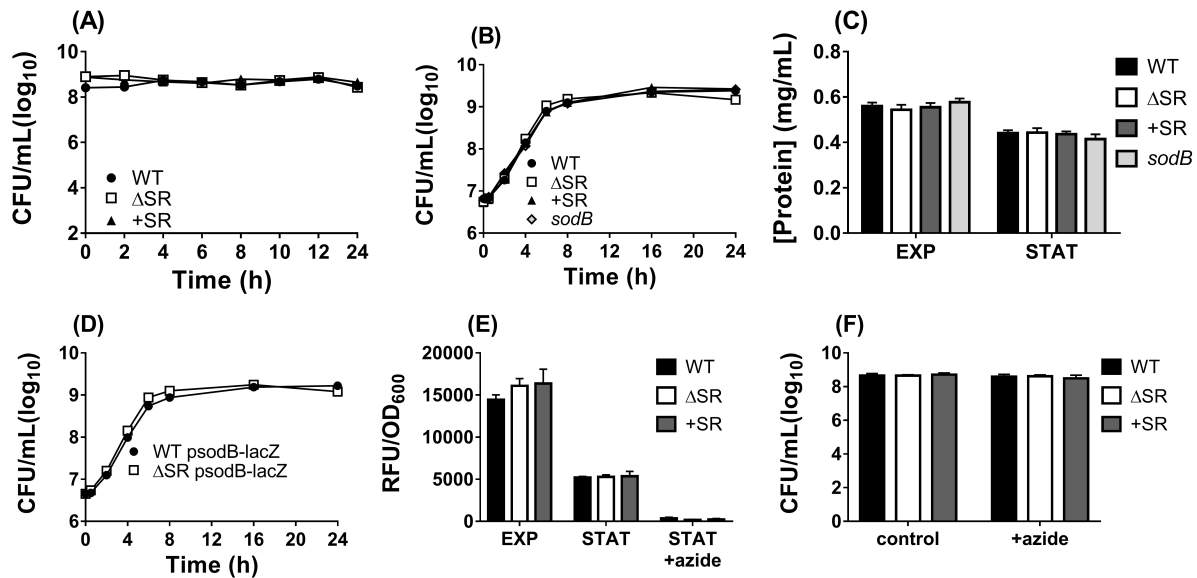 (A)
CFU/mL(log10)
10
8
6
4
2
WT
ΔSR
+SR
0 2 4 6 8 10 12 24
Time (h)
(B)
CFU/mL(log10)
10
9
8
7
6
WT
ΔSR
+SR
sodB
0 4 8 12 16 20 24
Time (h)
(C)
[Protein] (mg/mL)
0.8
0.6
0.4
0.2
0.0
EXP STAT
WT
ΔSR
+SR
sodB
(D)
CFU/mL(log10)
10
9
8
7
6
WT psodB-lacZ
ΔSR psodB-lacZ
0 4 8 12 16 20 24
Time (h)
(E)
RFU/OD600
20000
15000
10000
5000
0
EXP STAT STAT
+azide
WT
ΔSR
+SR
(F)
CFU/mL(log10)
10
8
6
4
2
0
control +azide
WT
ΔSR
+SR